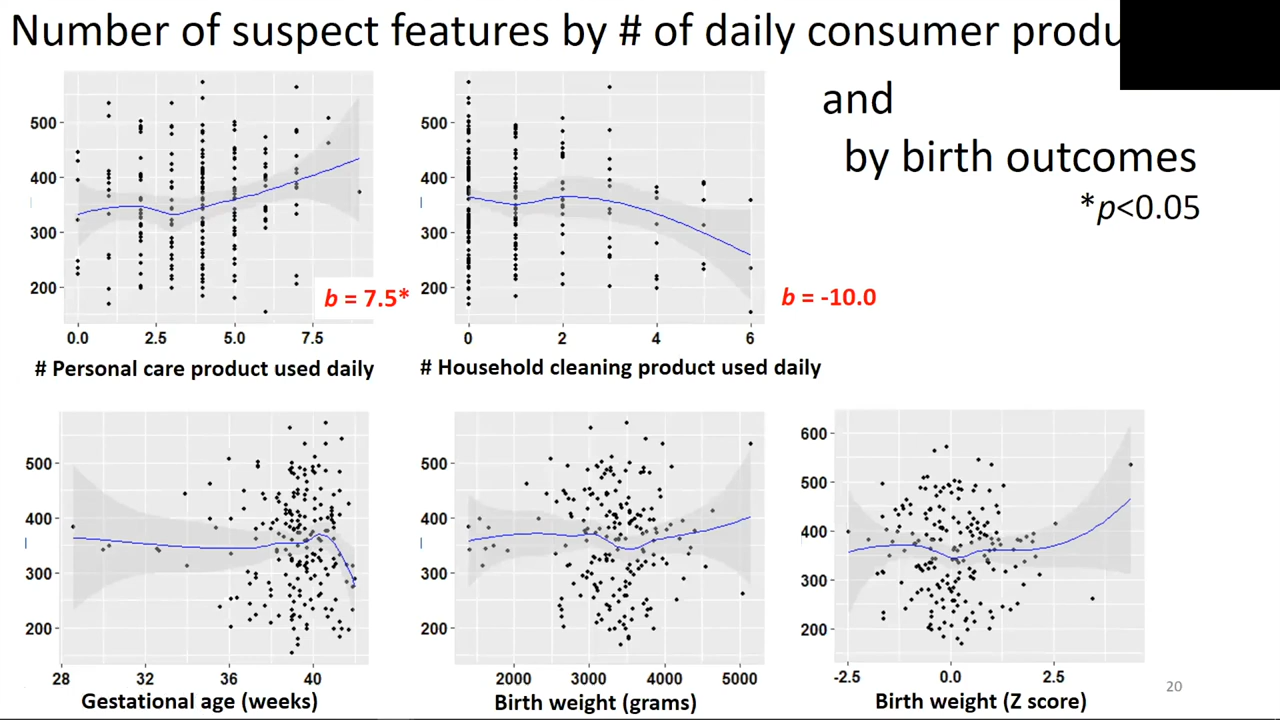 Number of suspect features by # of daily consumer
and
by birth outcomes
*p<0.05
500
400
300
200
0.0 2.5 5.0 7.5
b = 7.5*
# Personal care product used daily
500
400
300
200
0 2 4 6
b = -10.0
# Household cleaning product used daily
500
400
300
200
28 32 36 40
Gestational age (weeks)
500
400
300
200
2000 3000 4000 5000
Birth weight (grams)
600
500
400
300
200
-2.5 0.0 2.5
Birth weight (Z score)
20